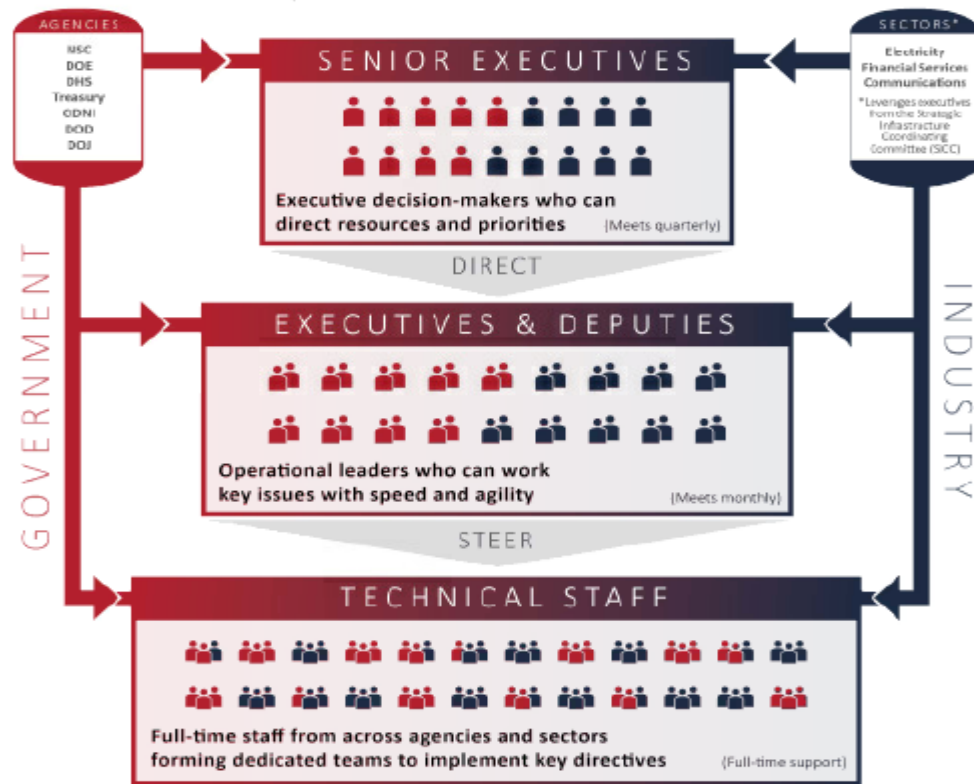 AGENCIES
NSC
DOE
DHS
Treasury
ODNI
DOD
DOJ
SECTORS*
Electricity
Financial Services
Communications
*Leverages executives
from the Strategic
Infrastructure
Coordinating
Committee (SICC)
SENIOR EXECUTIVES
Executive decision-makers who can
direct resources and priorities
(Meets quarterly)
DIRECT
GOVERNMENT
INDUSTRY
EXECUTIVES & DEPUTIES
Operational leaders who can work
key issues with speed and agility
(Meets monthly)
STEER
TECHNICAL STAFF
Full-time staff from across agencies and sectors
forming dedicated teams to implement key directives
(Full-time support)